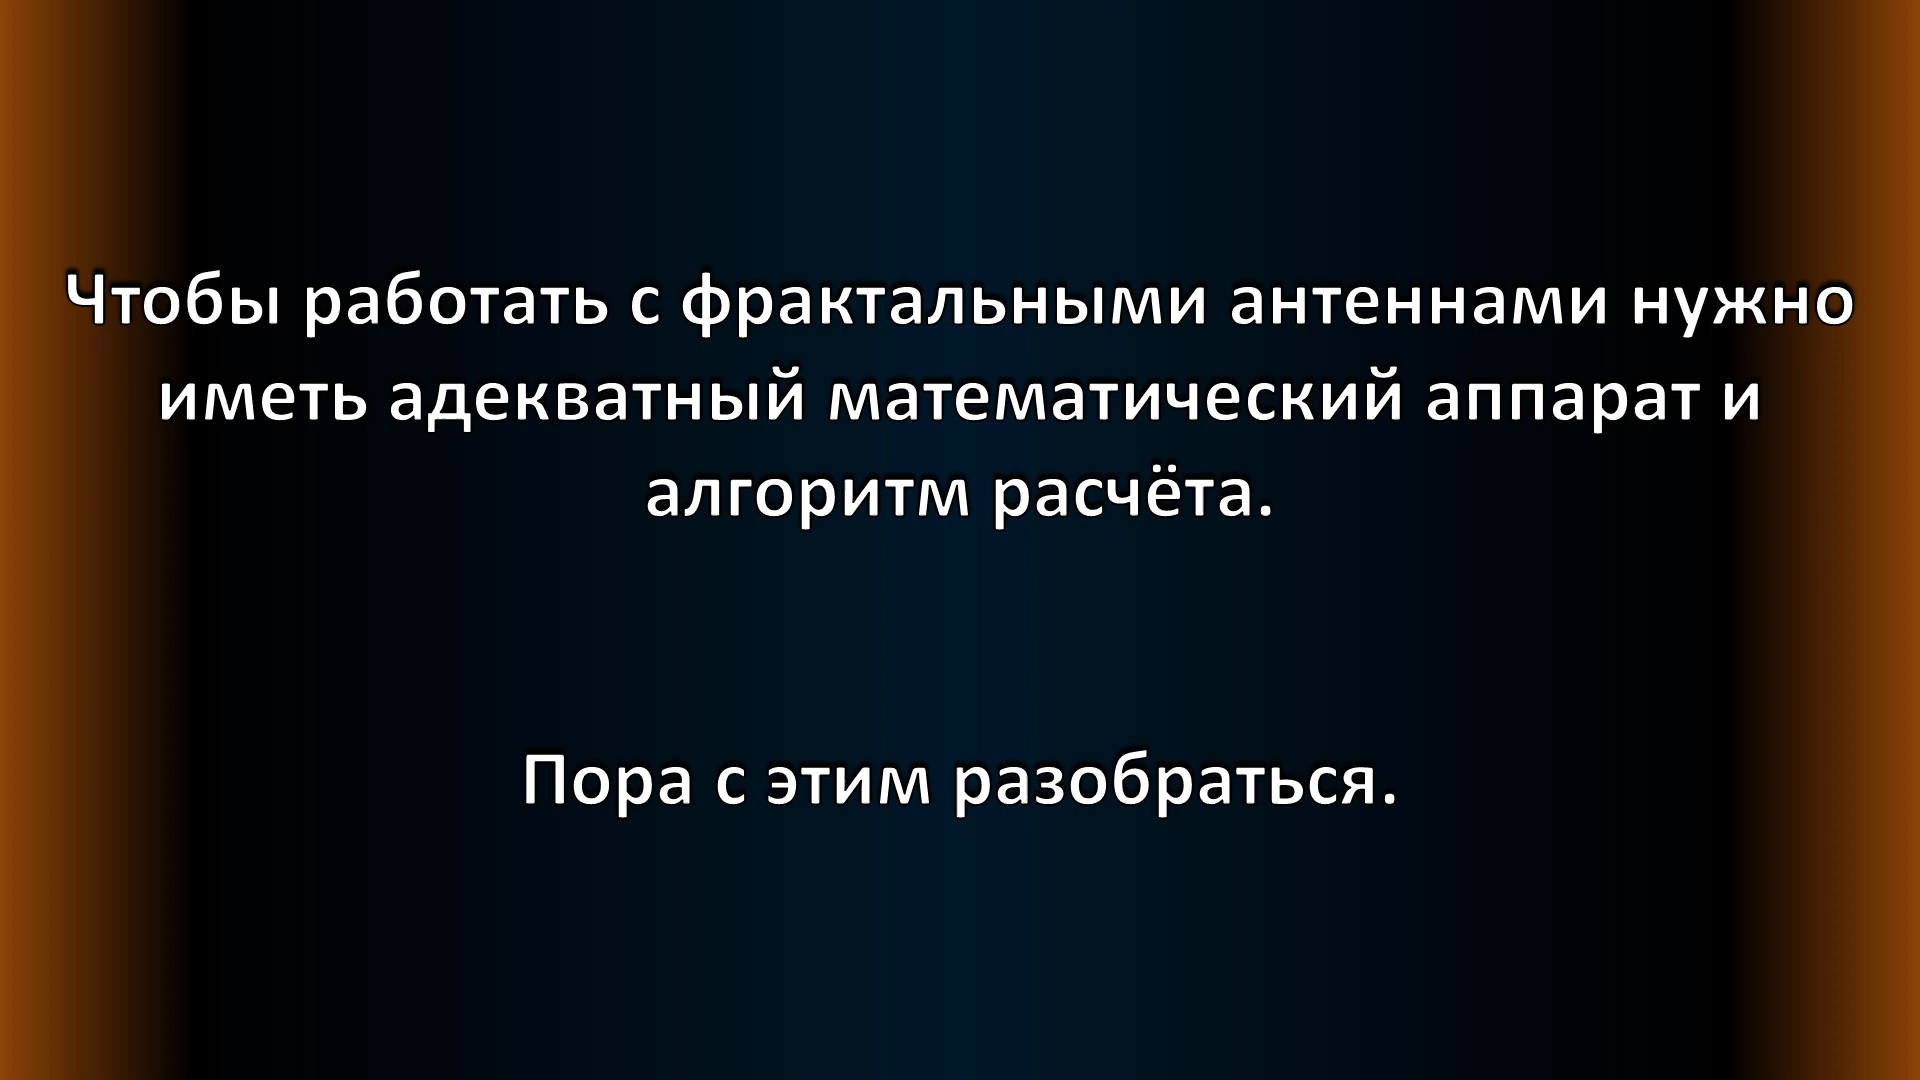 Чтобы работать с фрактальными антеннами нужно
иметь адекватный математический аппарат и
алгоритм расчёта.
Пора с этим разобраться.